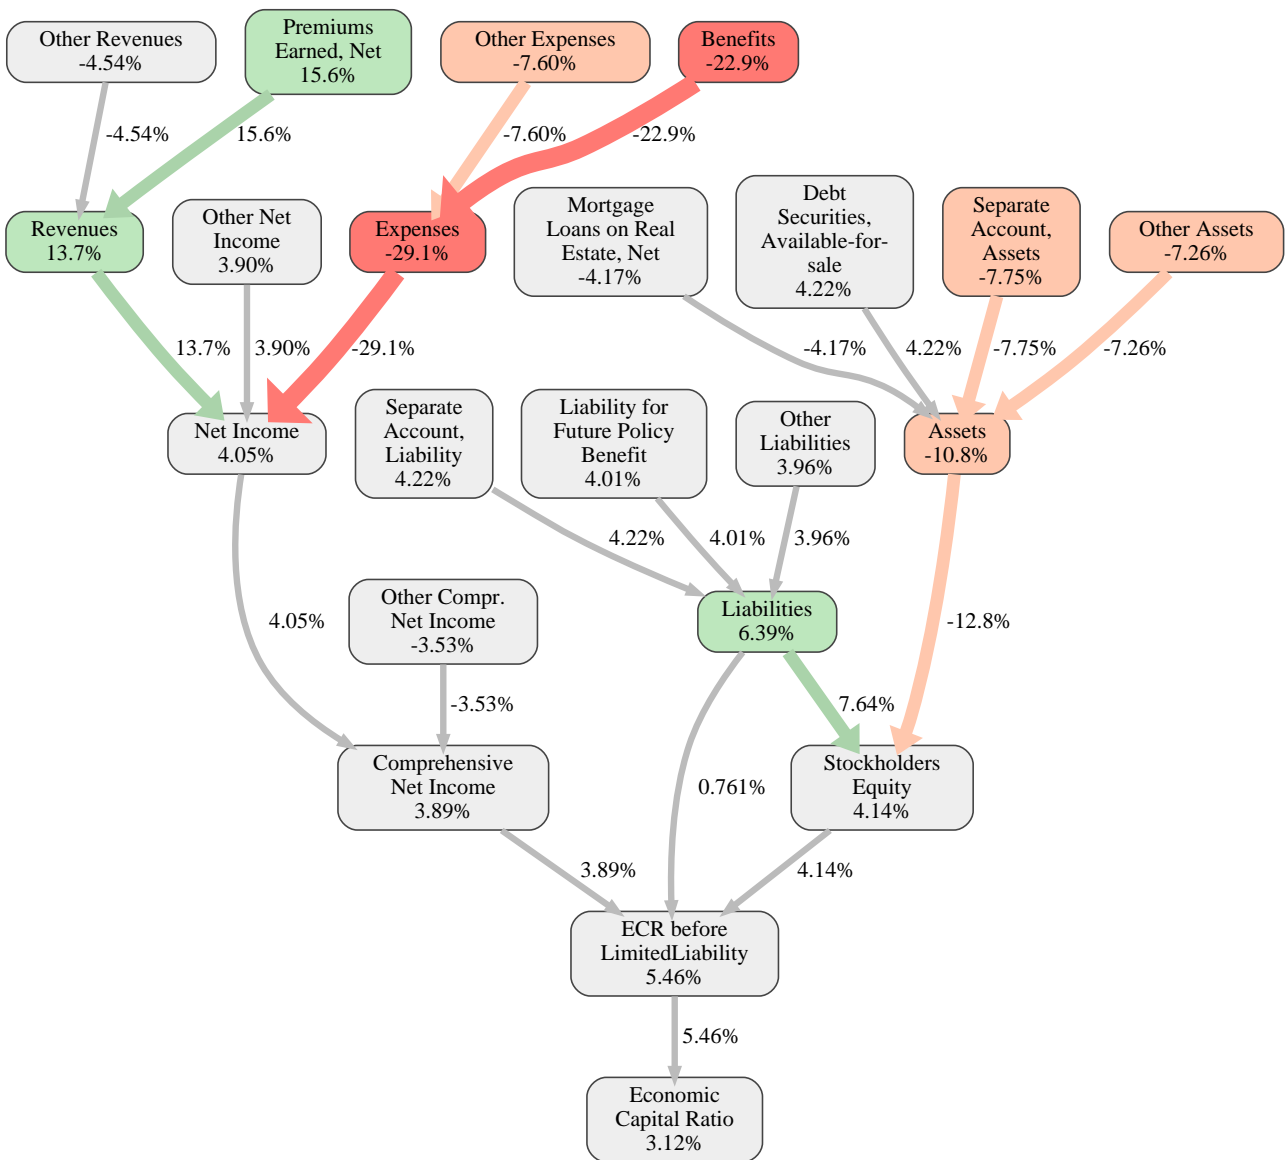 Other Revenues
-4.54%
Premiums
Earned, Net
15.6%
Other Expenses
-7.60%
Benefits
-22.9%
-4.54%
15.6%
-7.60%
-22.9%
Revenues
13.7%
Other Net
Income
3.90%
Expenses
-29.1%
Mortgage
Loans on Real
Estate, Net
-4.17%
Debt
Securities,
Available-for-
sale
4.22%
Separate
Account,
Assets
-7.75%
Other Assets
-7.26%
13.7%
3.90%
-29.1%
-4.17%
4.22%
-7.75%
-7.26%
Net Income
4.05%
Separate
Account,
Liability
4.22%
Liability for
Future Policy
Benefit
4.01%
Other
Liabilities
3.96%
Assets
-10.8%
4.22%
4.01%
3.96%
4.05%
Other Compr.
Net Income
-3.53%
Liabilities
6.39%
-12.8%
-3.53%
7.64%
Comprehensive
Net Income
3.89%
0.761%
Stockholders
Equity
4.14%
3.89%
4.14%
ECR before
LimitedLiability
5.46%
5.46%
Economic
Capital Ratio
3.12%